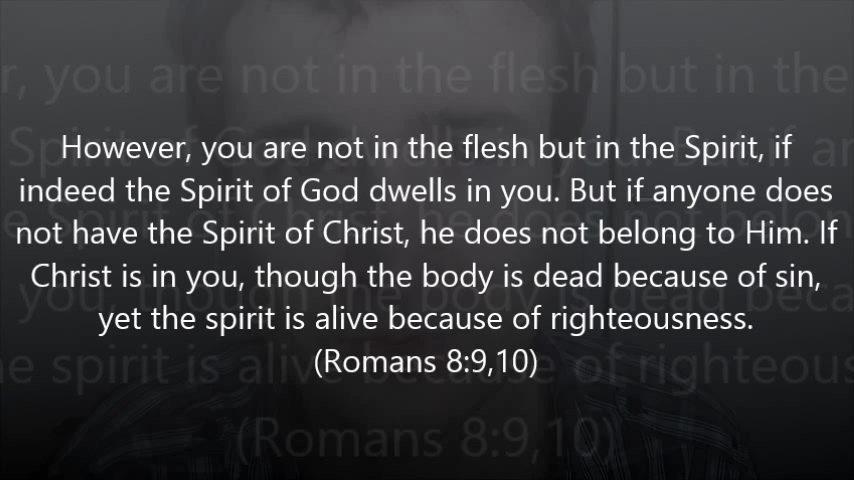 However, you are not in the flesh but in the Spirit, if
indeed the Spirit of God dwells in you. But if anyone does
not have the Spirit of Christ, he does not belong to Him. If
Christ is in you, though the body is dead because of sin,
yet the spirit is alive because of righteousness.
(Romans 8:9,10)